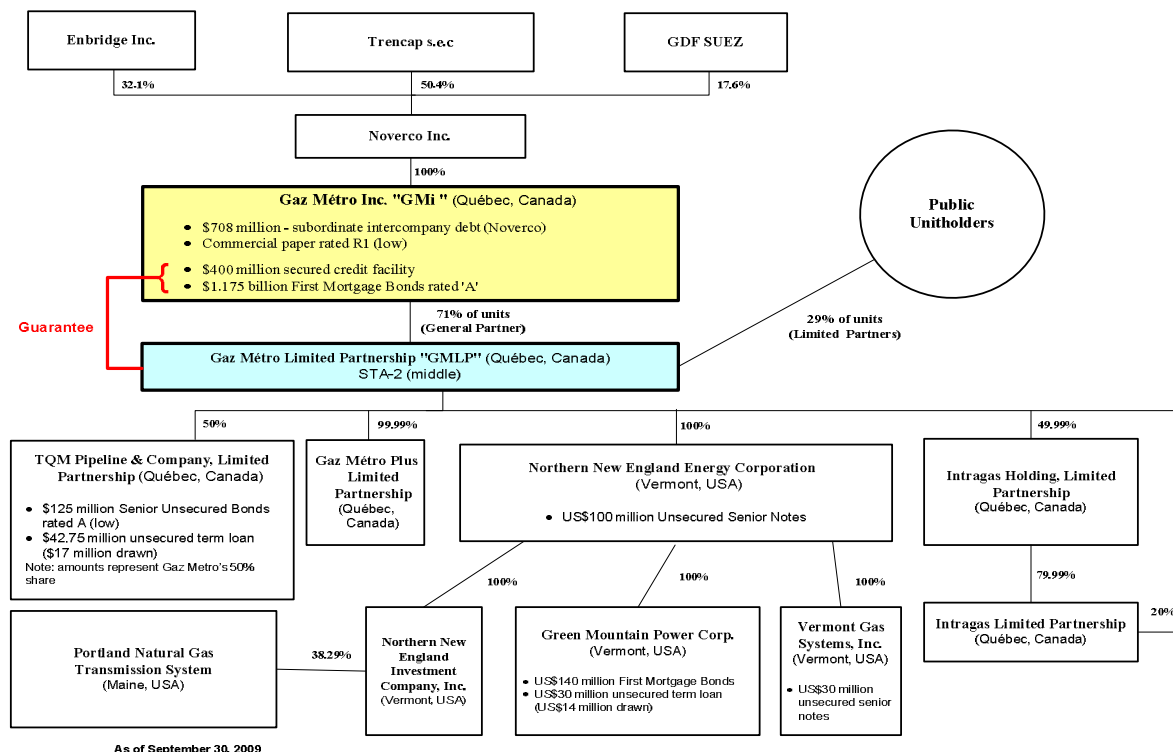 Enbridge Inc.
Trencap s.e.c
GDF SUEZ
32.1%
50.4%
17.6%
Noverco Inc.
100%
Gaz Métro Inc. "GMi " (Québec, Canada)
• $708 million - subordinate intercompany debt (Noverco)
• Commercial paper rated R1 (low)
• $400 million secured credit facility
• $1.175 billion First Mortgage Bonds rated 'A'
Public
Unitholders
Guarantee
71% of units
(General Partner)
29% of units
(Limited Partners)
Gaz Métro Limited Partnership "GMLP" (Québec, Canada)
STA-2 (middle)
50%
99.99%
100%
49.99%
TQM Pipeline & Company, Limited
Partnership (Québec, Canada)
• $125 million Senior Unsecured Bonds
rated A (low)
• $42.75 million unsecured term loan
($17 million drawn)
Note: amounts represent Gaz Metro's 50%
share
Gaz Métro Plus
Limited
Partnership
(Québec,
Canada)
Northern New England Energy Corporation
(Vermont, USA)
• US$100 million Unsecured Senior Notes
Intragas Holding, Limited
Partnership
(Québec, Canada)
100%
100%
100%
79.99%
Portland Natural Gas
Transmission System
(Maine, USA)
38.29%
Northern New
England
Investment
Company, Inc.
(Vermont, USA)
Green Mountain Power Corp.
(Vermont, USA)
• US$140 million First Mortgage Bonds
• US$30 million unsecured term loan
(US$14 million drawn)
Vermont Gas
Systems, Inc.
(Vermont, USA)
• US$30 million
unsecured senior
notes
Intragas Limited Partnership
(Québec, Canada)
20%
As of September 30, 2009